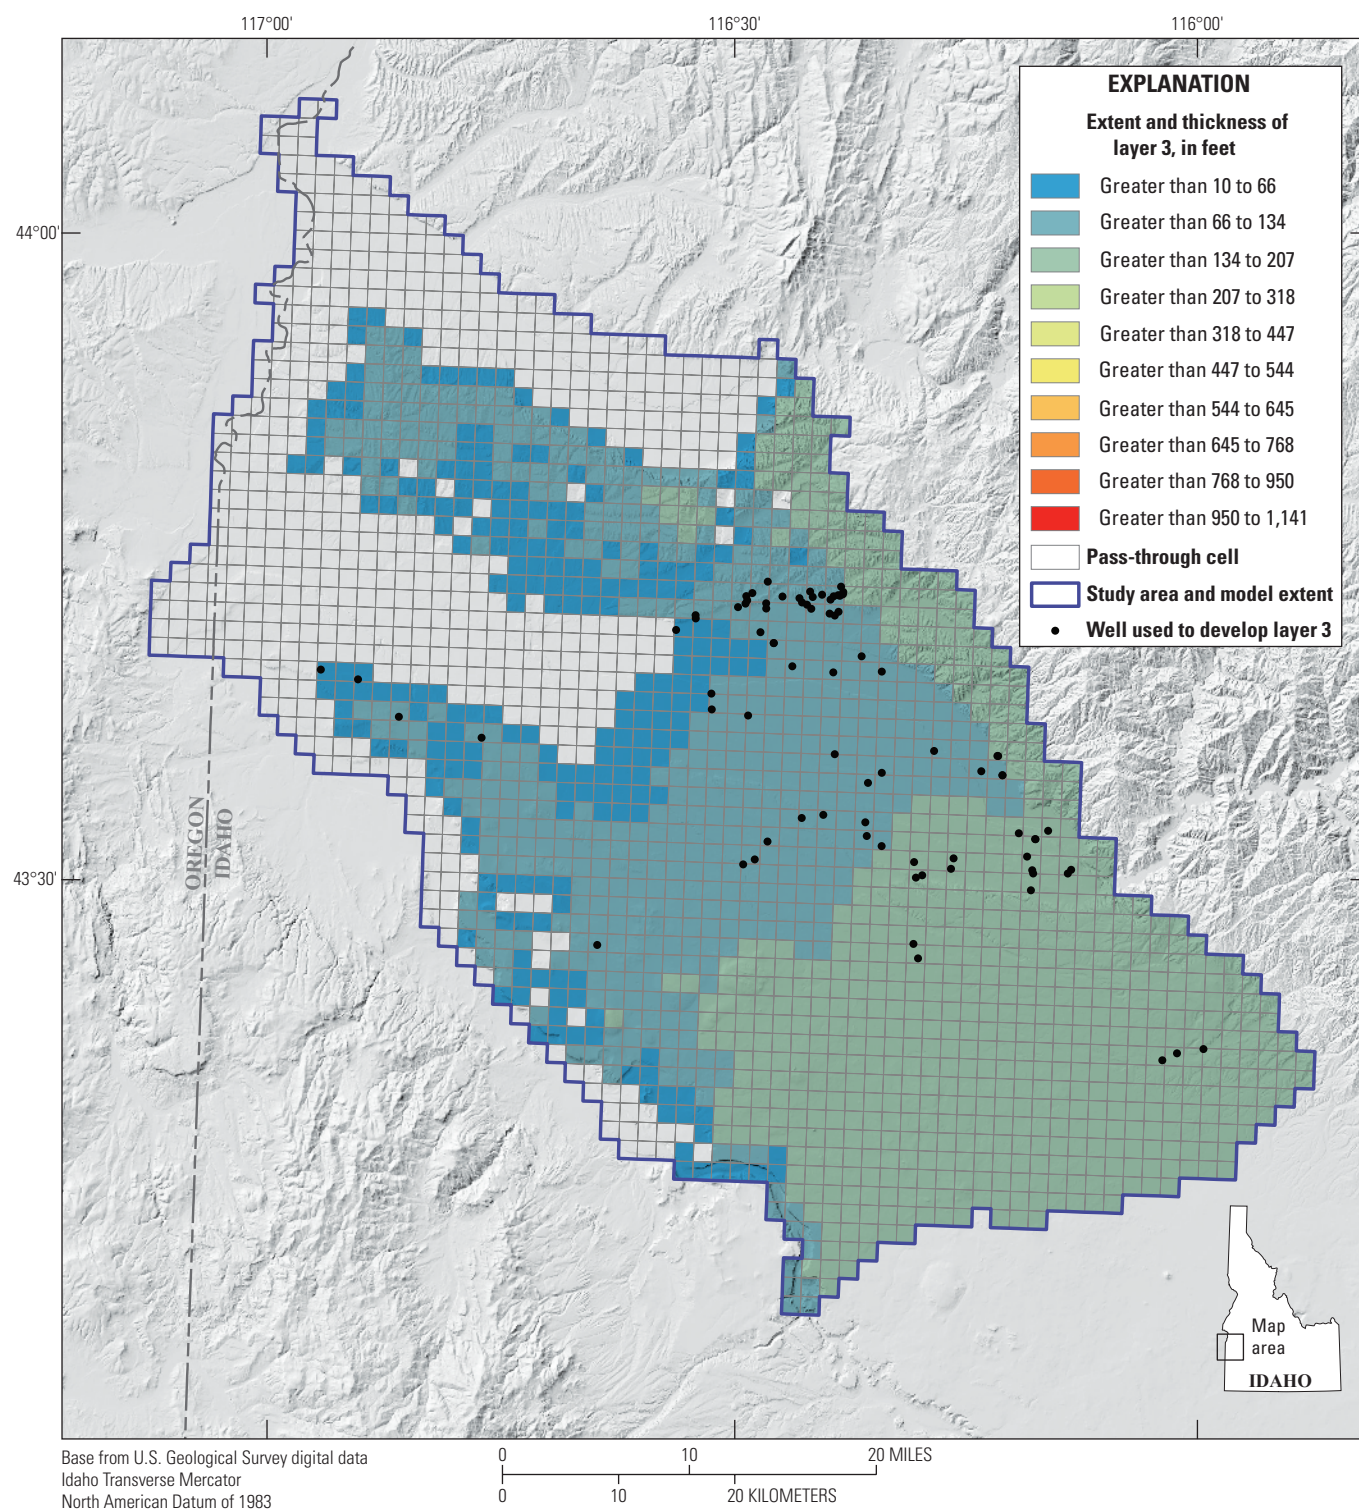 117°00'
116°30'
116°00'
44°00'
43°30'
EXPLANATION
Extent and thickness of
layer 3, in feet
Greater than 10 to 66
Greater than 66 to 134
Greater than 134 to 207
Greater than 207 to 318
Greater than 318 to 447
Greater than 447 to 544
Greater than 544 to 645
Greater than 645 to 768
Greater than 768 to 950
Greater than 950 to 1,141
Pass-through cell
Study area and model extent
Well used to develop layer 3
OREGON
IDAHO
Map
area
IDAHO
Base from U.S. Geological Survey digital data
Idaho Transverse Mercator
North American Datum of 1983
0 10 20 MILES
0 10 20 KILOMETERS